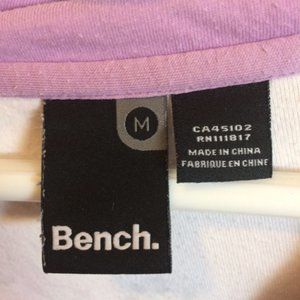 M
Bench.
CA45102
RN111817
MADE IN CHINA
FABRIQUE EN CHINE